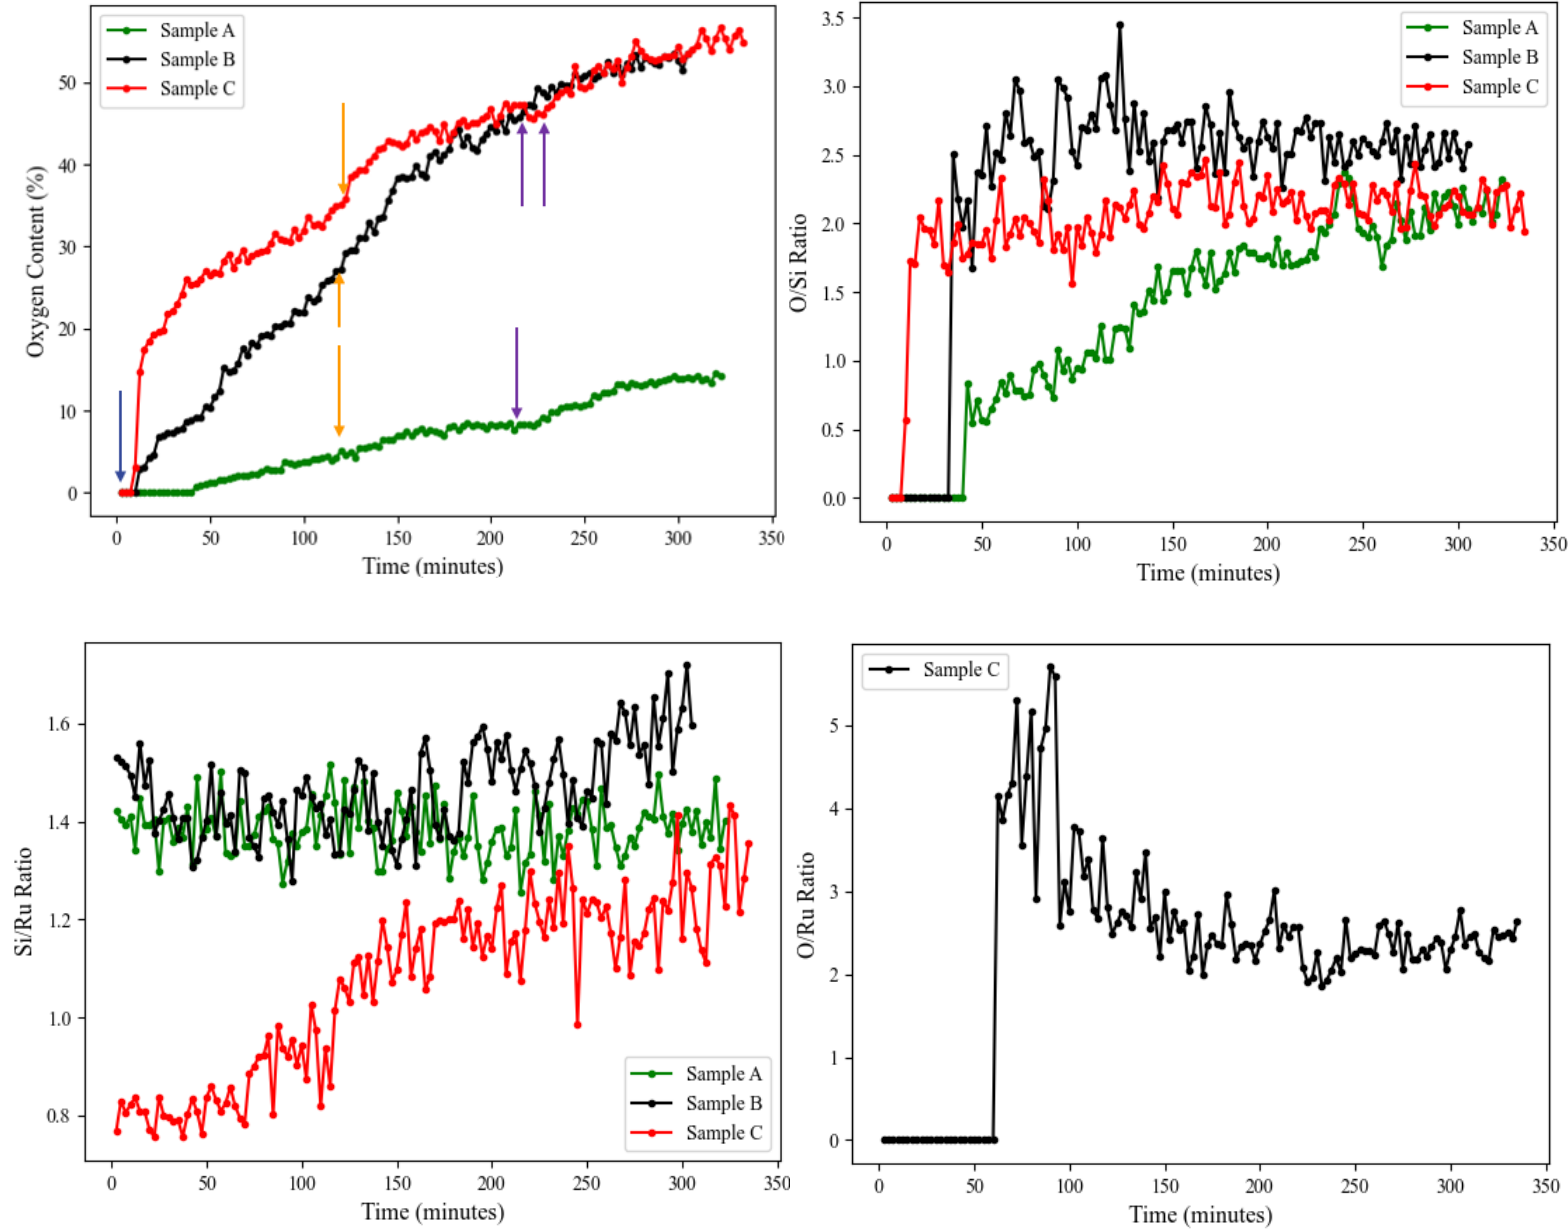 Sample A
Sample B
Sample C
Oxygen Content (%)
50
40
30
20
10
0
0 50 100 150 200 250 300 350
Time (minutes)
Sample A
Sample B
Sample C
O/Si Ratio
3.5
3.0
2.5
2.0
1.5
1.0
0.5
0.0
0 50 100 150 200 250 300 350
Time (minutes)
Si/Ru Ratio
1.6
1.4
1.2
1.0
0.8
Sample A
Sample B
Sample C
0 50 100 150 200 250 300 350
Time (minutes)
Sample C
O/Ru Ratio
5
4
3
2
1
0
0 50 100 150 200 250 300 350
Time (minutes)